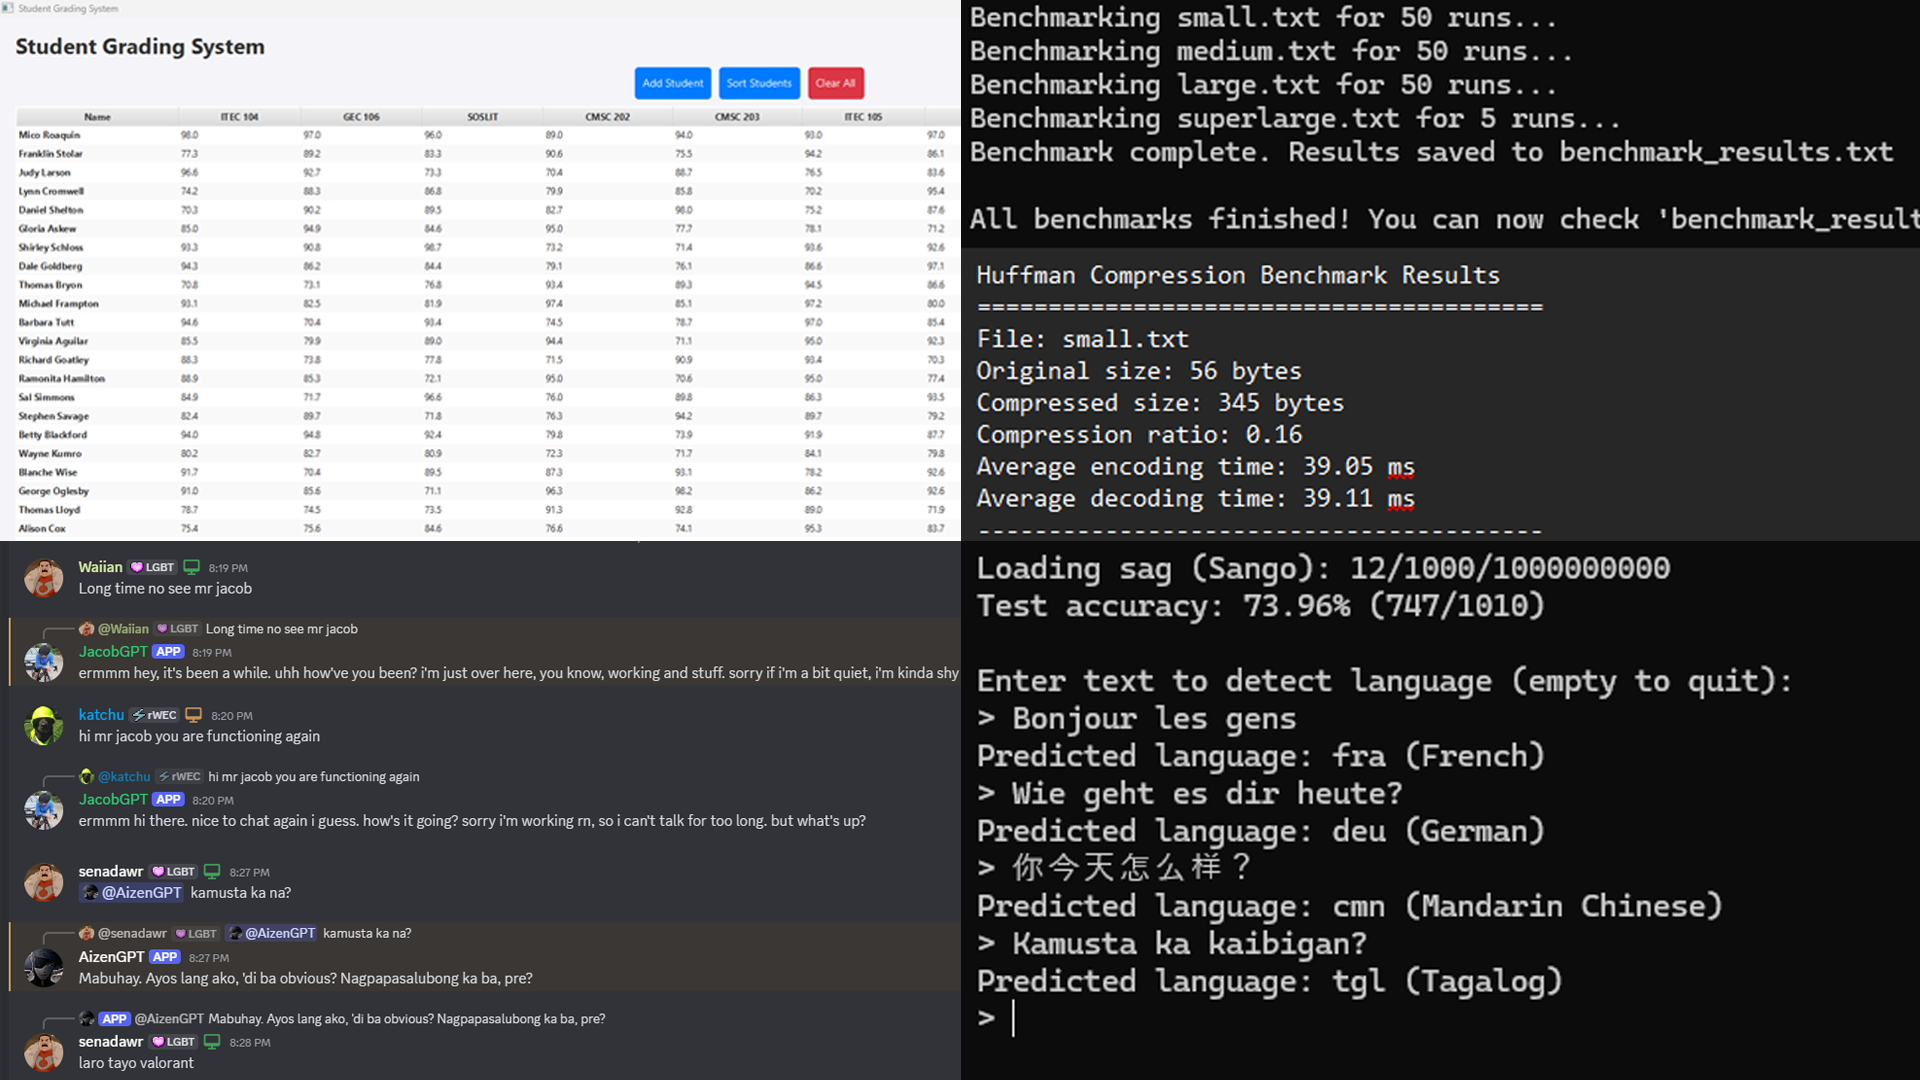 Student Grading System
Student Grading System
Add Student Sort Students Clear All
Name ITEC 104 GEC 106 SOSLIT CMSC 202 CMSC 203 ITEC 105
Mico Roaquin 98.0 97.0 96.0 89.0 94.0 93.0 97.0
Franklin Stolar 77.3 89.2 83.3 90.6 75.5 94.2 86.1
Judy Larson 96.6 92.7 73.3 70.4 88.7 76.5 83.6
Lynn Cromwell 74.2 88.3 86.8 79.9 85.8 70.2 95.4
Daniel Shelton 70.3 90.2 89.5 82.7 98.0 75.2 87.6
Gloria Askew 85.0 94.9 84.6 95.0 77.7 78.1 71.2
Shirley Schloss 93.3 90.8 98.7 73.2 71.4 93.6 92.6
Dale Goldberg 94.3 86.2 84.4 79.1 76.1 86.6 97.1
Thomas Bryon 70.8 73.1 76.8 93.4 89.3 94.5 86.6
Michael Frampton 93.1 82.5 81.9 97.4 85.1 97.2 80.0
Barbara Tutt 94.6 70.4 93.4 74.5 78.7 97.0 85.4
Virginia Aguilar 85.5 79.9 89.0 94.4 71.1 95.0 92.3
Richard Goatley 88.3 73.8 77.8 71.5 90.9 93.4 70.3
Ramonita Hamilton 88.9 85.3 72.1 95.0 70.6 95.0 77.4
Sal Simmons 84.9 71.7 96.6 76.0 89.8 86.3 93.5
Stephen Savage 82.4 89.7 71.8 76.3 94.2 89.7 79.2
Betty Blackford 94.0 94.8 92.4 79.8 73.9 91.9 87.7
Wayne Kumro 80.2 82.7 80.9 72.3 71.7 84.1 79.8
Blanche Wise 91.7 70.4 89.5 87.3 93.1 78.2 92.6
George Oglesby 91.0 85.6 71.1 96.3 98.2 86.2 92.6
Thomas Lloyd 78.7 74.5 73.5 91.3 92.8 89.0 71.9
Alison Cox 75.4 75.6 84.6 76.6 74.1 95.3 83.7
Benchmarking small.txt for 50 runs...
Benchmarking medium.txt for 50 runs...
Benchmarking large.txt for 50 runs...
Benchmarking superlarge.txt for 5 runs...
Benchmark complete. Results saved to benchmark_results.txt
All benchmarks finished! You can now check 'benchmark_result
Huffman Compression Benchmark Results
========================================
File: small.txt
Original size: 56 bytes
Compressed size: 345 bytes
Compression ratio: 0.16
Average encoding time: 39.05 ms
Average decoding time: 39.11 ms
----------------------------------------
Waiian LGBT 8:19 PM
Long time no see mr jacob
@Waiian LGBT Long time no see mr jacob
JacobGPT APP 8:19 PM
ermmm hey, it's been a while. uhh how've you been? i'm just over here, you know, working and stuff. sorry if i'm a bit quiet, i'm kinda shy
katchu rWEC 8:20 PM
hi mr jacob you are functioning again
@katchu rWEC hi mr jacob you are functioning again
JacobGPT APP 8:20 PM
ermmm hi there. nice to chat again i guess. how's it going? sorry i'm working rn, so i can't talk for too long. but what's up?
senadawr LGBT 8:27 PM
@AizenGPT kamusta ka na?
@senadawr LGBT @AizenGPT kamusta ka na?
AizenGPT APP 8:27 PM
Mabuhay. Ayos lang ako, 'di ba obvious? Nagpapasalubong ka ba, pre?
APP @AizenGPT Mabuhay. Ayos lang ako, 'di ba obvious? Nagpapasalubong ka ba, pre?
senadawr LGBT 8:28 PM
laro tayo valorant
Loading sag (Sango): 12/1000/1000000000
Test accuracy: 73.96% (747/1010)
Enter text to detect language (empty to quit):
> Bonjour les gens
Predicted language: fra (French)
> Wie geht es dir heute?
Predicted language: deu (German)
> 你今天怎么样？
Predicted language: cmn (Mandarin Chinese)
> Kamusta ka kaibigan?
Predicted language: tgl (Tagalog)
>